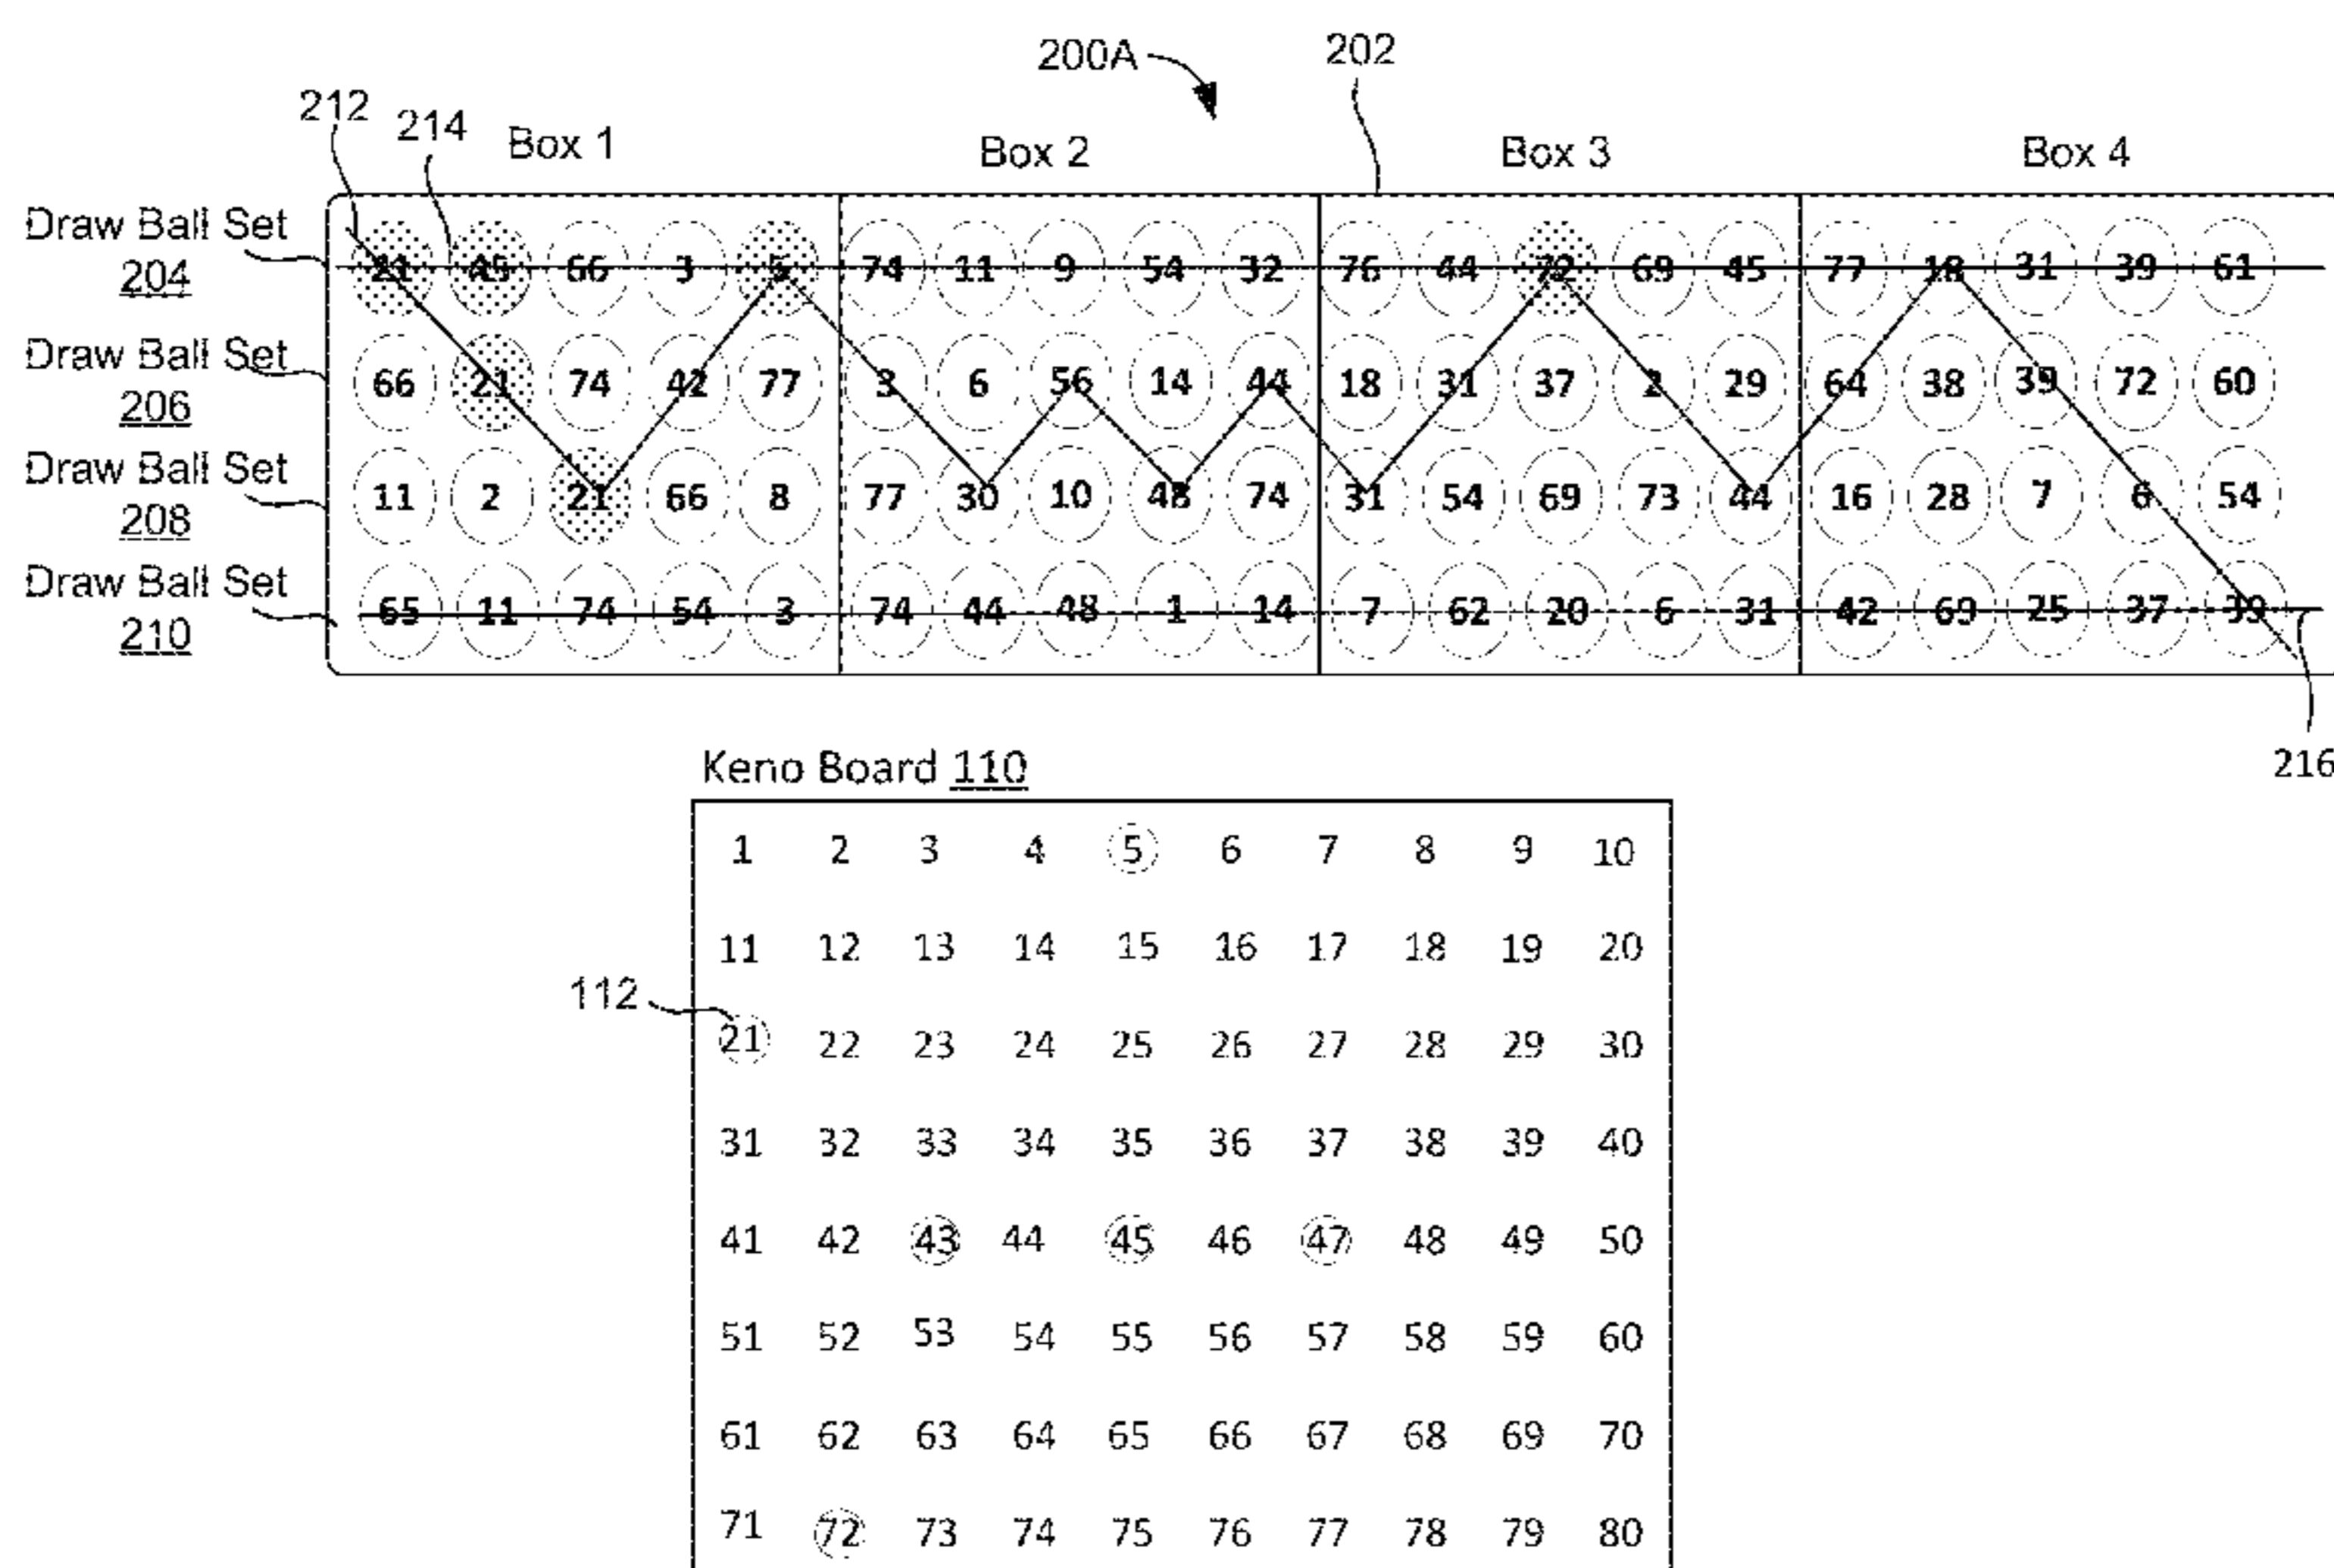 200A
202
212
214
Box 1
Box 2
Box 3
Box 4
Draw Ball Set
204
21 45 66 3 5 74 11 9 54 32 76 44 72 69 45 77 18 31 39 61
Draw Ball Set
206
66 21 74 42 77 3 6 56 14 44 18 31 37 2 29 64 38 39 72 60
Draw Ball Set
208
11 2 21 66 8 77 30 10 48 74 31 54 69 73 44 16 28 7 6 54
Draw Ball Set
210
65 11 74 54 3 74 44 48 1 14 7 62 20 6 31 42 69 25 37 39
216
Keno Board 110
1 2 3 4 5 6 7 8 9 10
11 12 13 14 15 16 17 18 19 20
112
21 22 23 24 25 26 27 28 29 30
31 32 33 34 35 36 37 38 39 40
41 42 43 44 45 46 47 48 49 50
51 52 53 54 55 56 57 58 59 60
61 62 63 64 65 66 67 68 69 70
71 72 73 74 75 76 77 78 79 80